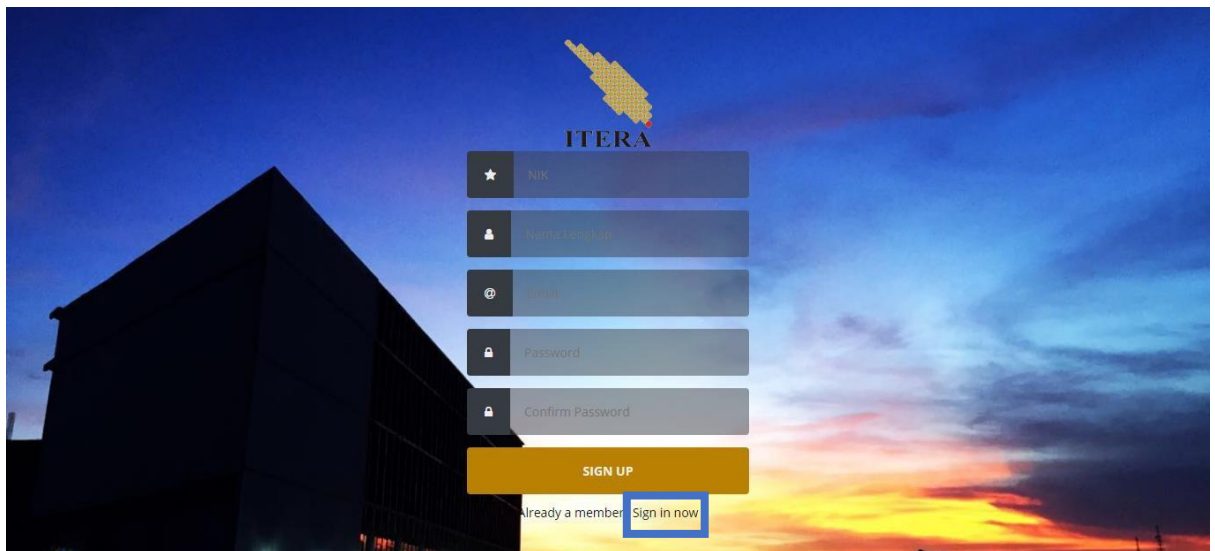 ITERA
NIK
Nama Lengkap
@ Email
Password
Confirm Password
SIGN UP
Already a member Sign in now